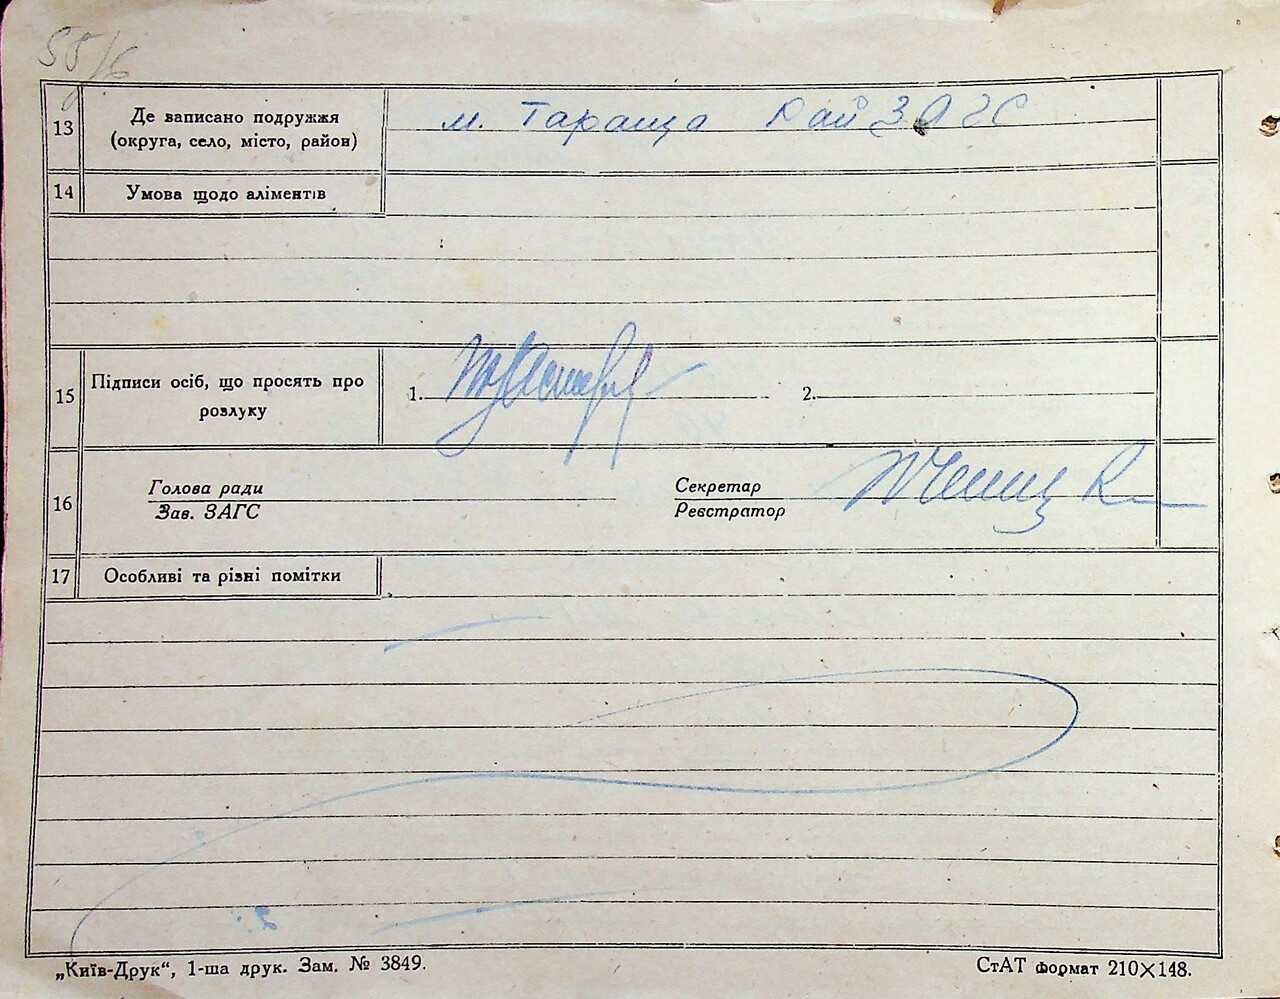 55/6
13 Де записано подружжя (округа, село, місто, район) м. Тараща Рай ЗАГС
14 Умова щодо аліментів
15 Підписи осіб, що просять про розлуку 1. 2.
16 Голова ради
Зав. ЗАГС
Секретар
Реєстратор
17 Особливі та різні помітки
„Київ-Друк“, 1-ша друк. Зам. № 3849.
СтАТ формат 210×148.